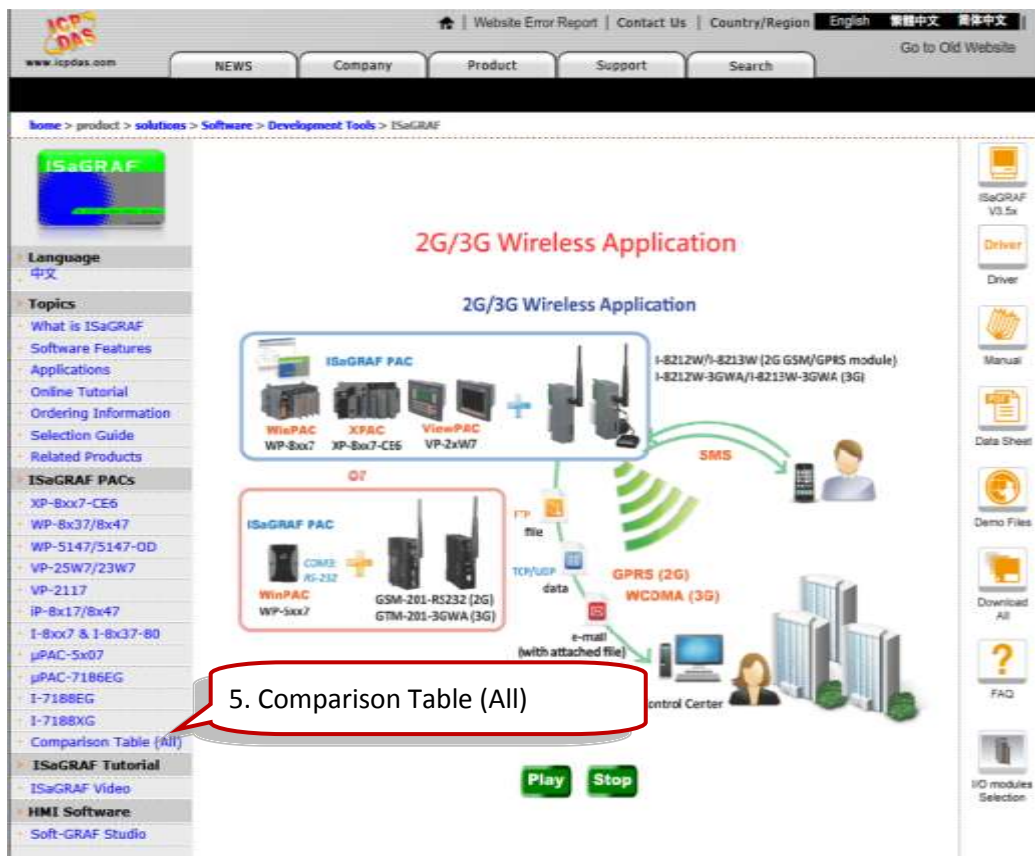 ICP
DAS
www.icpdas.com
| Website Error Report | Contact Us | Country/Region English 繁體中文 简体中文 |
Go to Old Website
NEWS Company Product Support Search
home > product > solutions > Software > Development Tools > ISaGRAF
ISaGRAF
Language
中文
Topics
What is ISaGRAF
Software Features
Applications
Online Tutorial
Ordering Information
Selection Guide
Related Products
ISaGRAF PACs
XP-8xx7-CE6
WP-8x37/8x47
WP-5147/5147-OD
VP-25W7/23W7
VP-2117
iP-8x17/8x47
I-8xx7 & I-8x37-80
μPAC-5x07
μPAC-7186EG
I-7188EG
I-7188XG
Comparison Table (All)
ISaGRAF Tutorial
ISaGRAF Video
HMI Software
Soft-GRAF Studio
2G/3G Wireless Application
2G/3G Wireless Application
ISaGRAF PAC
WinPAC
WP-8xx7
XPAC
XP-8xx7-CE6
ViewPAC
VP-2xW7
I-8212W/I-8213W (2G GSM/GPRS module)
I-8212W-3GWA/I-8213W-3GWA (3G)
SMS
or
ISaGRAF PAC
WinPAC
WP-5xx7
COM3:
RS-232
GSM-201-RS232 (2G)
GTM-201-3GWA (3G)
FTP
file
TCP/UDP
data
e-mail
(with attached file)
GPRS (2G)
WCDMA (3G)
ontrol Center
5. Comparison Table (All)
Play Stop
ISaGRAF
V3.5x
Driver
Driver
Manual
PDF
Data Sheet
Demo Files
Download
All
?
FAQ
I/O modules
Selection